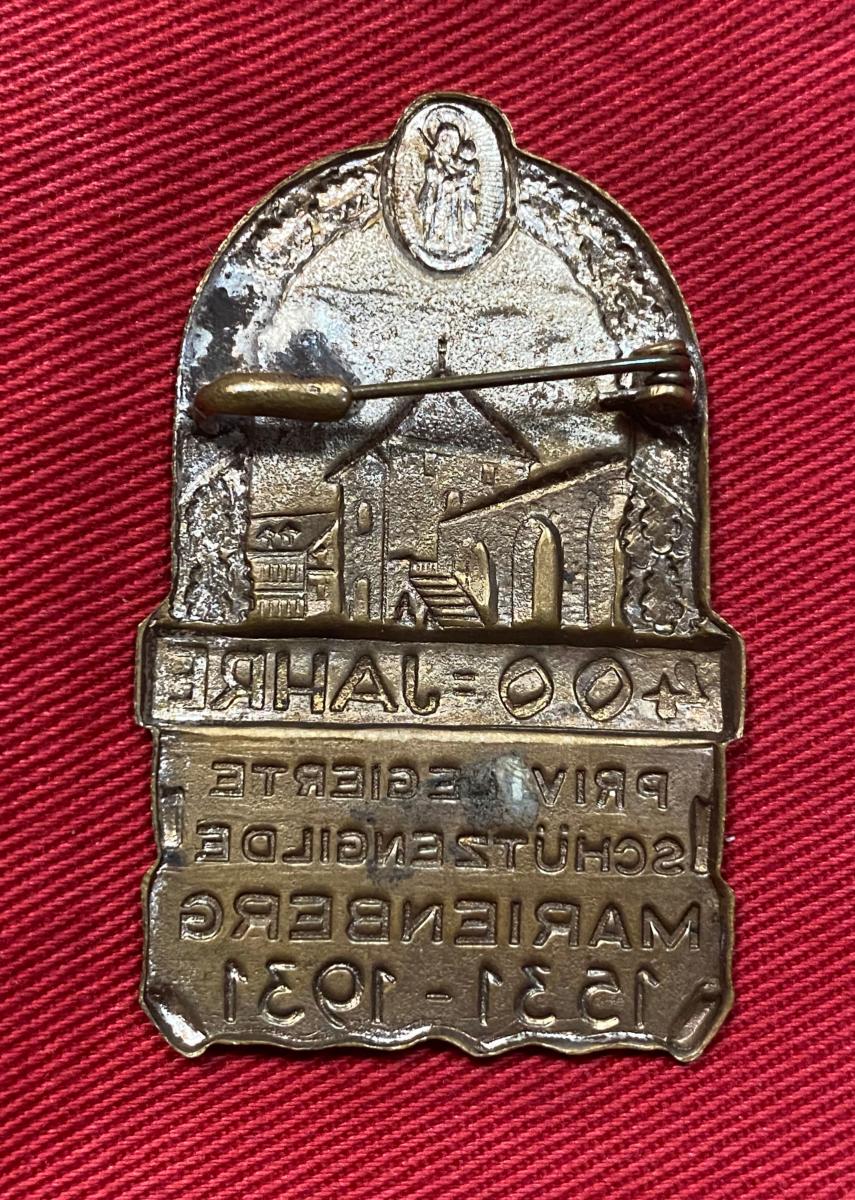 400=JAHRE
PRIVILEGIERTE
SCHÜTZENGILDE
MARIENBERG
1531-1931